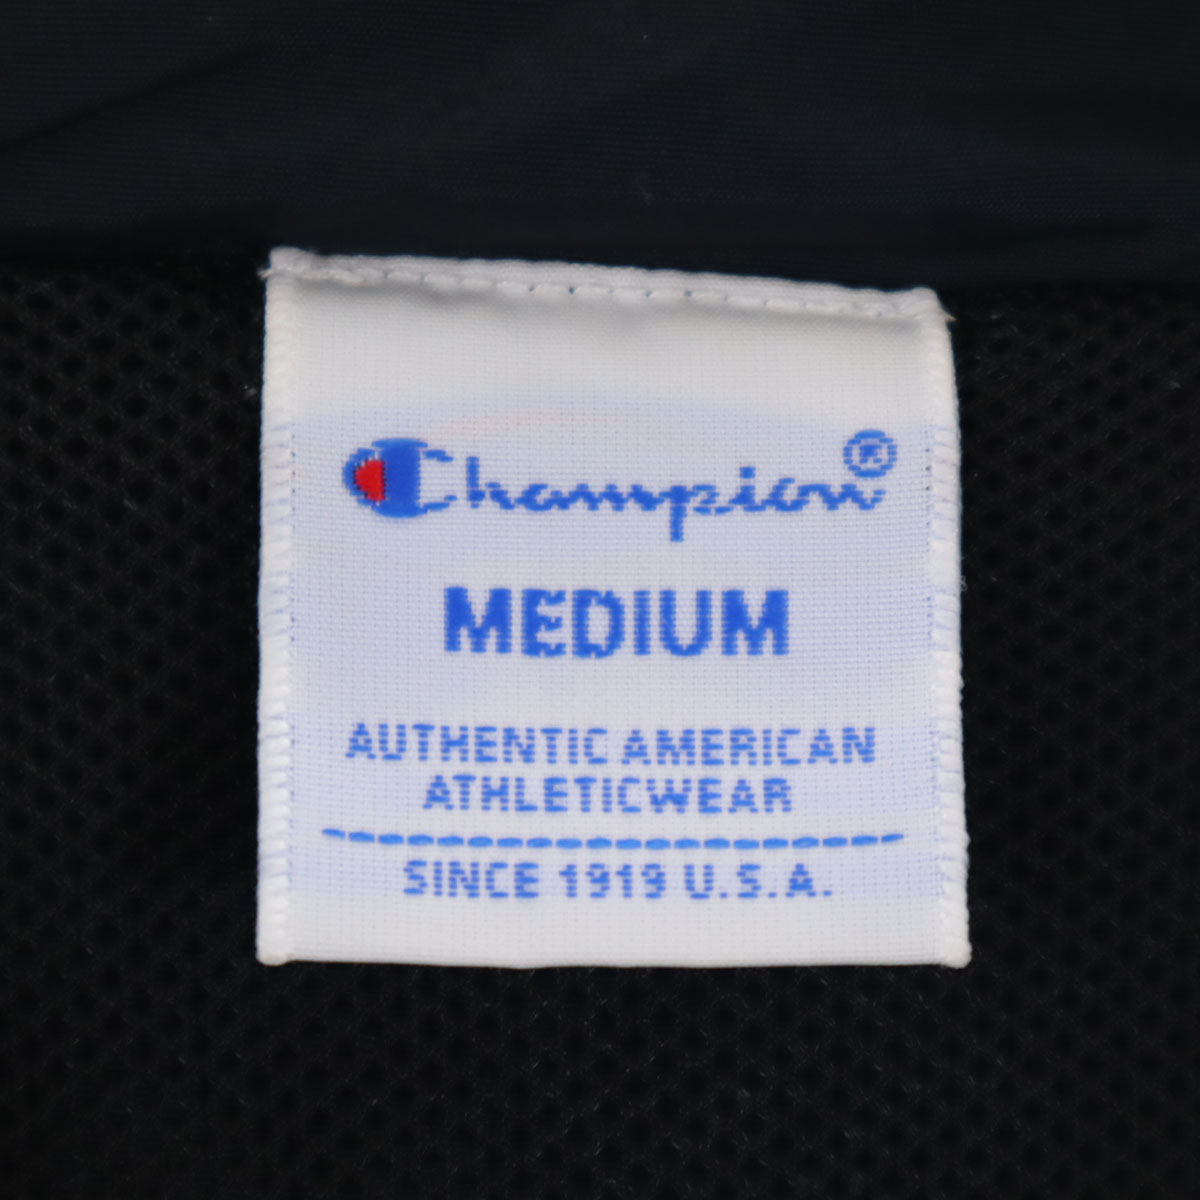 Champion®
MEDIUM
AUTHENTIC AMERICAN
ATHLETICWEAR
SINCE 1919 U.S.A.